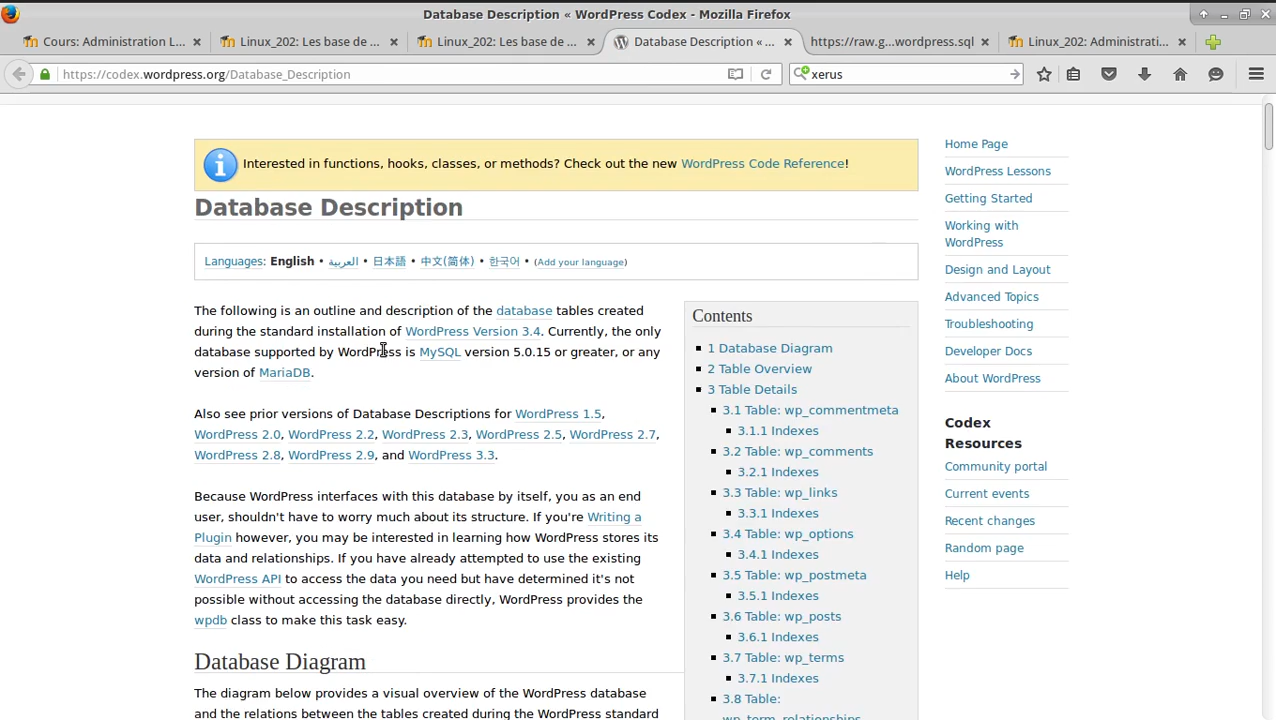 Database Description « WordPress Codex - Mozilla Firefox
Cours: Administration L... Linux_202: Les base de ... Linux_202: Les base de ... Database Description « ... https://raw.g...wordpress.sql Linux_202: Administrati...
https://codex.wordpress.org/Database_Description xerus
Interested in functions, hooks, classes, or methods? Check out the new WordPress Code Reference!
Database Description
Languages: English • العربية • 日本語 • 中文(简体) • 한국어 • (Add your language)
The following is an outline and description of the database tables created
during the standard installation of WordPress Version 3.4. Currently, the only
database supported by WordPress is MySQL version 5.0.15 or greater, or any
version of MariaDB.
Also see prior versions of Database Descriptions for WordPress 1.5,
WordPress 2.0, WordPress 2.2, WordPress 2.3, WordPress 2.5, WordPress 2.7,
WordPress 2.8, WordPress 2.9, and WordPress 3.3.
Because WordPress interfaces with this database by itself, you as an end
user, shouldn't have to worry much about its structure. If you're Writing a
Plugin however, you may be interested in learning how WordPress stores its
data and relationships. If you have already attempted to use the existing
WordPress API to access the data you need but have determined it's not
possible without accessing the database directly, WordPress provides the
wpdb class to make this task easy.
Database Diagram
The diagram below provides a visual overview of the WordPress database
and the relations between the tables created during the WordPress standard
Contents
1 Database Diagram
2 Table Overview
3 Table Details
3.1 Table: wp_commentmeta
3.1.1 Indexes
3.2 Table: wp_comments
3.2.1 Indexes
3.3 Table: wp_links
3.3.1 Indexes
3.4 Table: wp_options
3.4.1 Indexes
3.5 Table: wp_postmeta
3.5.1 Indexes
3.6 Table: wp_posts
3.6.1 Indexes
3.7 Table: wp_terms
3.7.1 Indexes
3.8 Table:
wp_term_relationships
Home Page
WordPress Lessons
Getting Started
Working with
WordPress
Design and Layout
Advanced Topics
Troubleshooting
Developer Docs
About WordPress
Codex
Resources
Community portal
Current events
Recent changes
Random page
Help